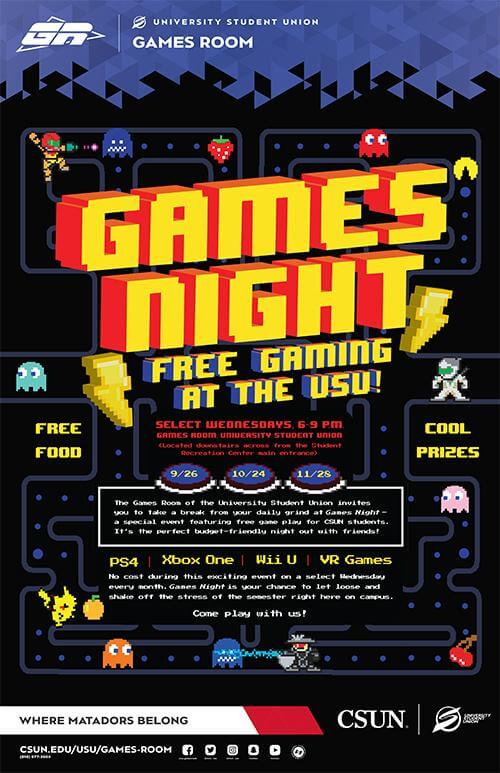 GR
UNIVERSITY STUDENT UNION
GAMES ROOM
GAMES
NIGHT
FREE GAMING
AT THE USU!
FREE
FOOD
SELECT WEDNESDAYS, 6-9 PM
GAMES ROOM, UNIVERSITY STUDENT UNION
(Located downstairs across from the Student
Recreation Center main entrance)
COOL
PRIZES
9/26 10/24 11/28
The Games Room of the University Student Union invites
you to take a break from your daily grind at Games Night—
a special event featuring free game play for CSUN students.
It's the perfect budget-friendly night out with friends!
PS4 | Xbox One | Wii U | VR Games
No cost during this exciting event on a select Wednesday
every month. Games Night is your chance to let loose and
shake off the stress of the semester right here on campus.
Come play with us!
WHERE MATADORS BELONG
CSUN
UNIVERSITY
STUDENT
UNION
CSUN.EDU/USU/GAMES-ROOM